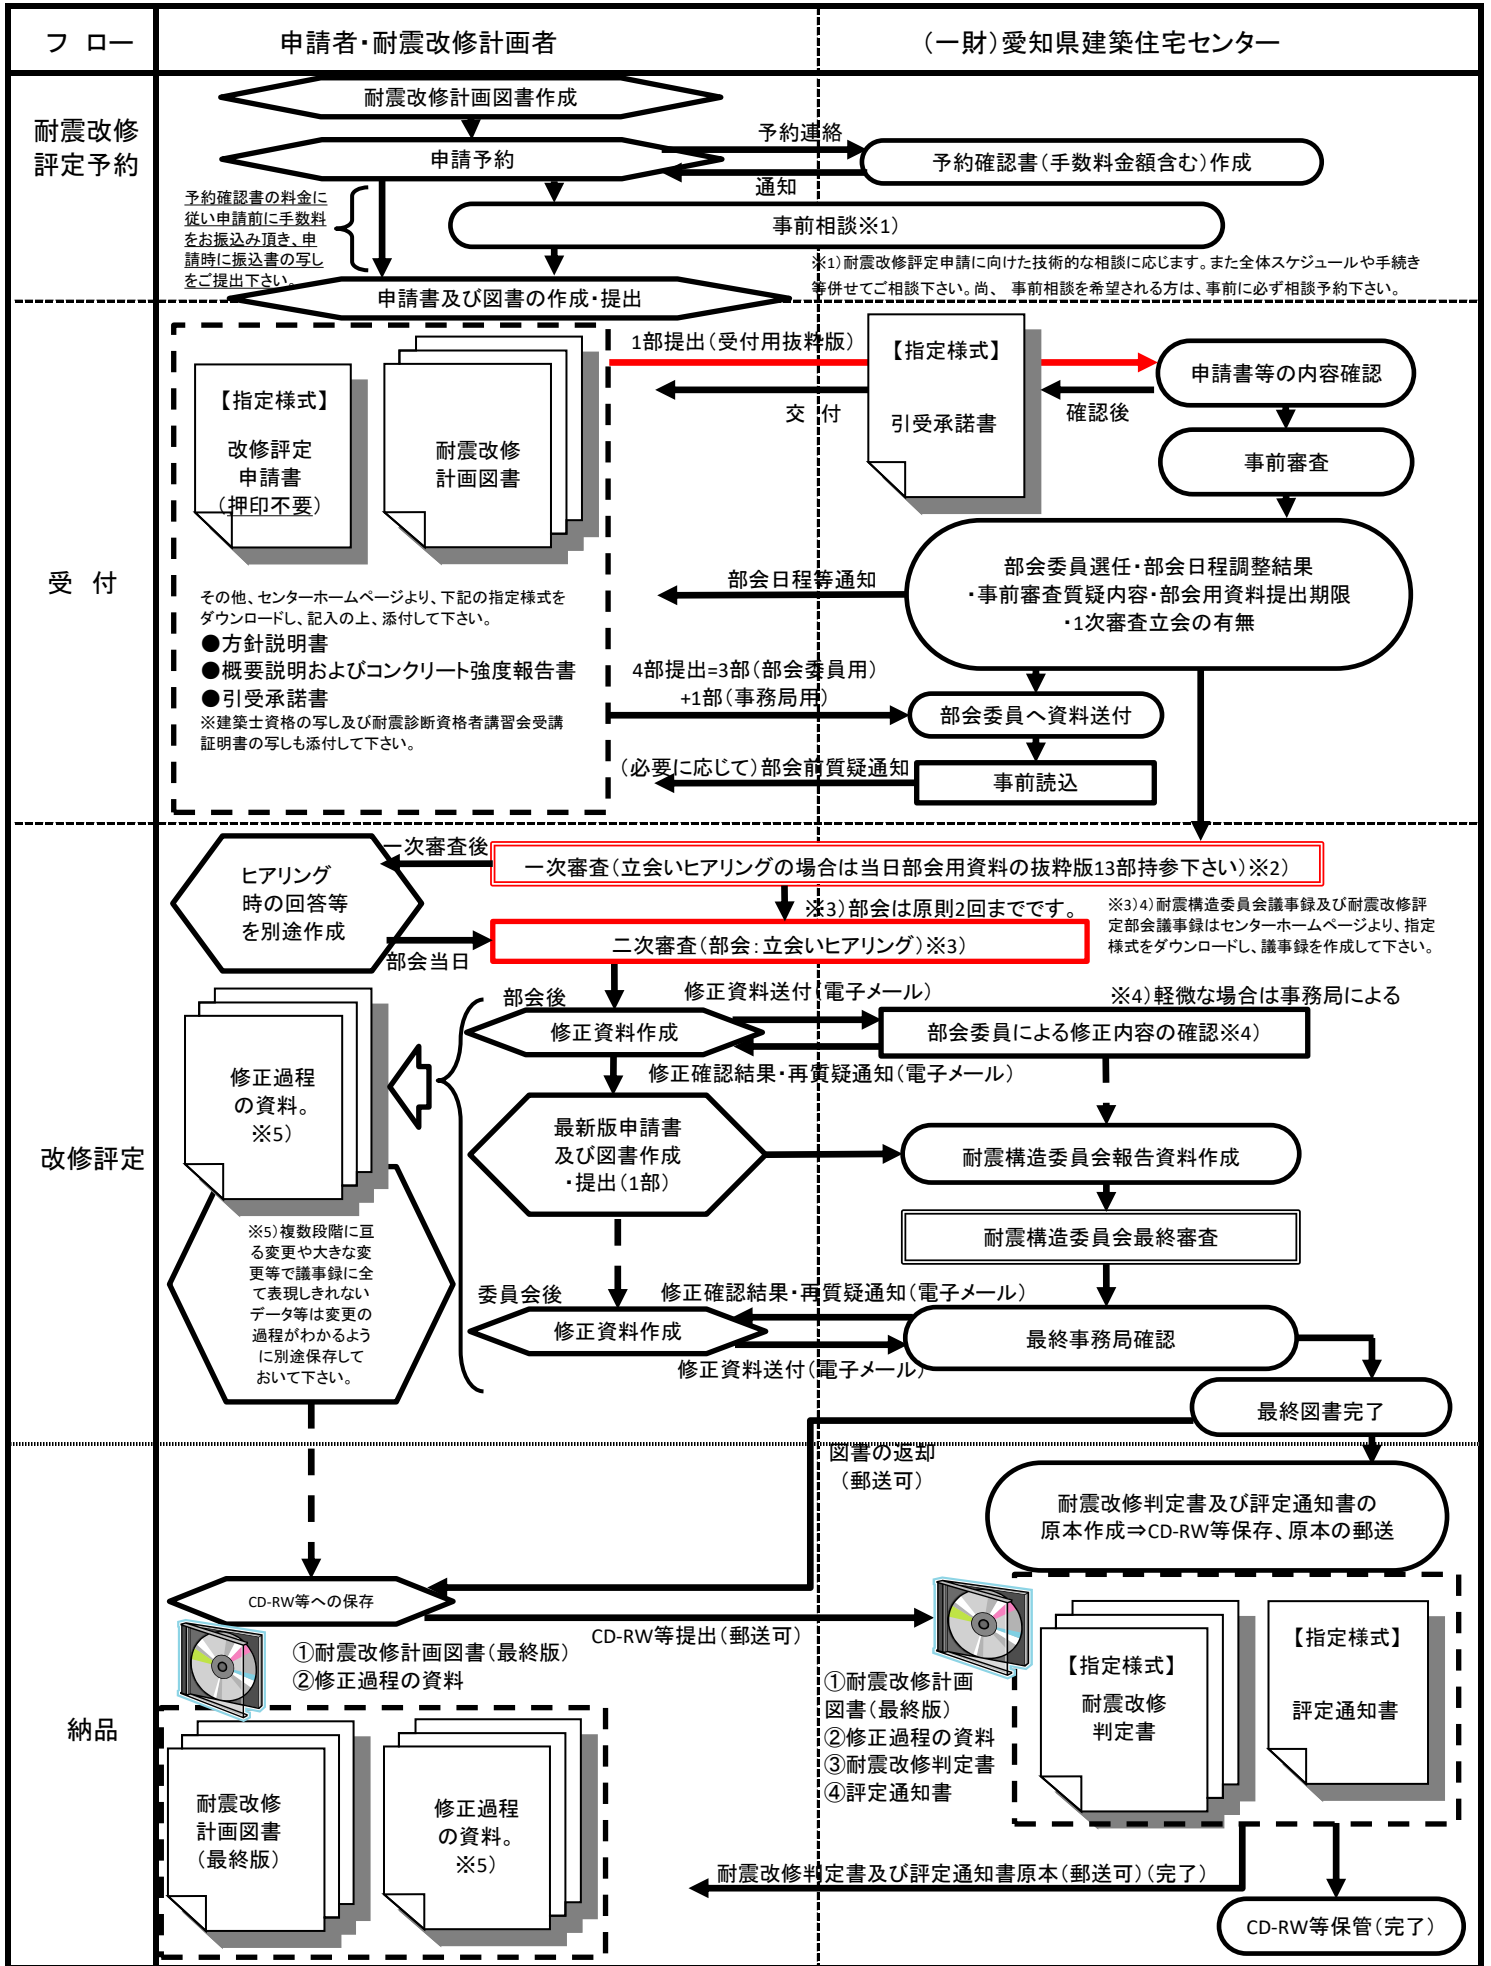 フ ロー
申請者・耐震改修計画者
(一財)愛知県建築住宅センター
耐震改修
評定予約
耐震改修計画図書作成
申請予約
予約連絡
通知
予約確認書(手数料金額含む)作成
予約確認書の料金に
従い申請前に手数料
をお振込み頂き、申
請時に振込書の写し
をご提出下さい。
事前相談※1)
※1)耐震改修評定申請に向けた技術的な相談に応じます。また全体スケジュールや手続き
等併せてご相談下さい。尚、 事前相談を希望される方は、事前に必ず相談予約下さい。
申請書及び図書の作成・提出
受 付
【指定様式】
改修評定
申請書
(押印不要)
耐震改修
計画図書
1部提出(受付用抜粋版)
交 付
【指定様式】
引受承諾書
確認後
申請書等の内容確認
事前審査
部会委員選任・部会日程調整結果
・事前審査質疑内容・部会用資料提出期限
・1次審査立会の有無
部会日程等通知
その他、センターホームページより、下記の指定様式を
ダウンロードし、記入の上、添付して下さい。
●方針説明書
●概要説明およびコンクリート強度報告書
●引受承諾書
※建築士資格の写し及び耐震診断資格者講習会受講
証明書の写しも添付して下さい。
4部提出=3部(部会委員用)
+1部(事務局用)
部会委員へ資料送付
(必要に応じて)部会前質疑通知
事前読込
改修評定
一次審査後
一次審査(立会いヒアリングの場合は当日部会用資料の抜粋版13部持参下さい)※2)
ヒアリング
時の回答等
を別途作成
※3)部会は原則2回までです。
※3)4)耐震構造委員会議事録及び耐震改修評
定部会議事録はセンターホームページより、指定
様式をダウンロードし、議事録を作成して下さい。
部会当日
二次審査(部会:立会いヒアリング)※3)
部会後
修正資料送付(電子メール)
※4)軽微な場合は事務局による
修正資料作成
部会委員による修正内容の確認※4)
修正確認結果・再質疑通知(電子メール)
修正過程
の資料。
※5)
最新版申請書
及び図書作成
・提出(1部)
耐震構造委員会報告資料作成
耐震構造委員会最終審査
※5)複数段階に亘
る変更や大きな変
更等で議事録に全
て表現しきれない
データ等は変更の
過程がわかるよう
に別途保存して
おいて下さい。
委員会後
修正確認結果・再質疑通知(電子メール)
修正資料作成
最終事務局確認
修正資料送付(電子メール)
最終図書完了
図書の返却
(郵送可)
納品
耐震改修判定書及び評定通知書の
原本作成⇒CD-RW等保存、原本の郵送
CD-RW等への保存
CD-RW等提出(郵送可)
①耐震改修計画図書(最終版)
②修正過程の資料
①耐震改修計画
図書(最終版)
②修正過程の資料
③耐震改修判定書
④評定通知書
【指定様式】
耐震改修
判定書
【指定様式】
評定通知書
耐震改修
計画図書
(最終版)
修正過程
の資料。
※5)
耐震改修判定書及び評定通知書原本(郵送可)(完了)
CD-RW等保管(完了)